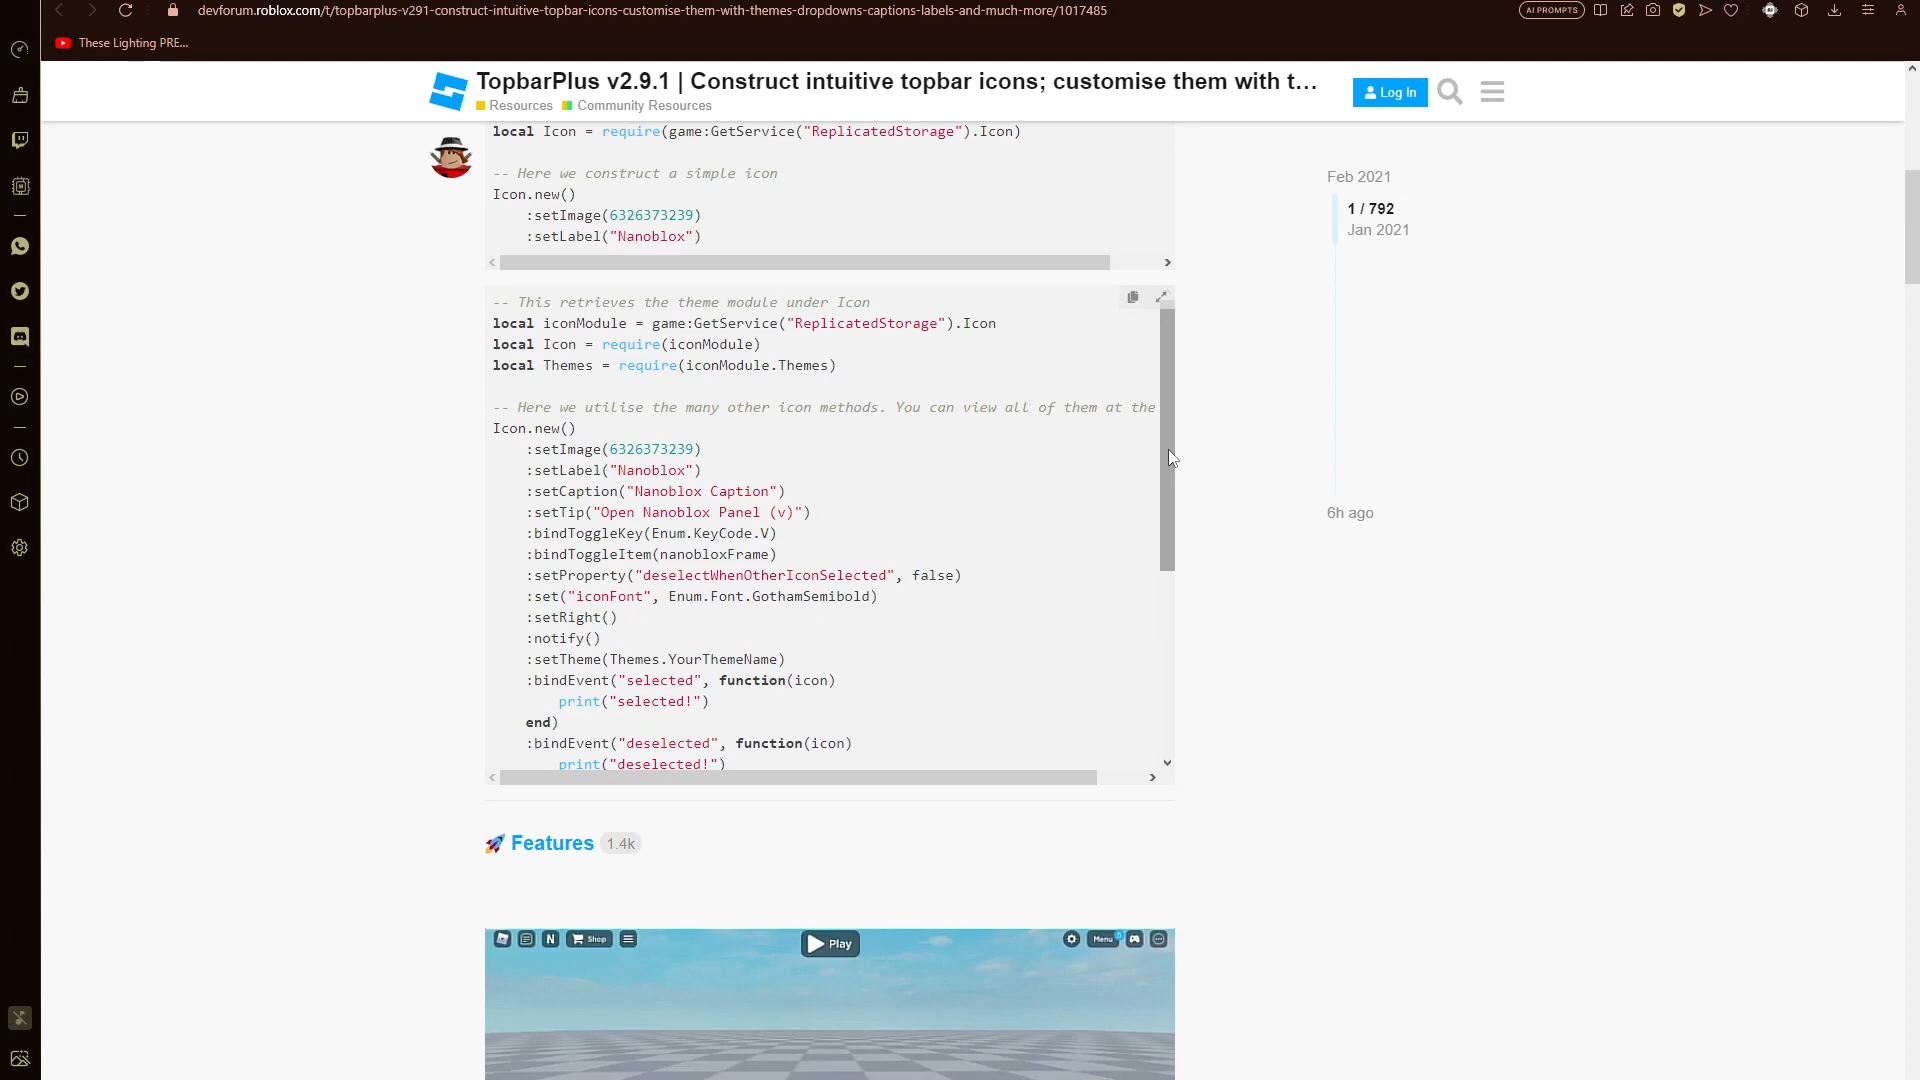 devforum.roblox.com/t/topbarplus-v291-construct-intuitive-topbar-icons-customise-them-with-themes-dropdowns-captions-labels-and-much-more/1017485
AI PROMPTS
These Lighting PRE...
TopbarPlus v2.9.1 | Construct intuitive topbar icons; customise them with t...
Resources Community Resources
Log In
local Icon = require(game:GetService("ReplicatedStorage").Icon)
-- Here we construct a simple icon
Icon.new()
:setImage(6326373239)
:setLabel("Nanoblox")
Feb 2021
1 / 792
Jan 2021
6h ago
-- This retrieves the theme module under Icon
local iconModule = game:GetService("ReplicatedStorage").Icon
local Icon = require(iconModule)
local Themes = require(iconModule.Themes)
-- Here we utilise the many other icon methods. You can view all of them at the
Icon.new()
:setImage(6326373239)
:setLabel("Nanoblox")
:setCaption("Nanoblox Caption")
:setTip("Open Nanoblox Panel (v)")
:bindToggleKey(Enum.KeyCode.V)
:bindToggleItem(nanobloxFrame)
:setProperty("deselectWhenOtherIconSelected", false)
:set("iconFont", Enum.Font.GothamSemibold)
:setRight()
:notify()
:setTheme(Themes.YourThemeName)
:bindEvent("selected", function(icon)
print("selected!")
end)
:bindEvent("deselected", function(icon)
print("deselected!")
Features 1.4k
N Shop Play Menu